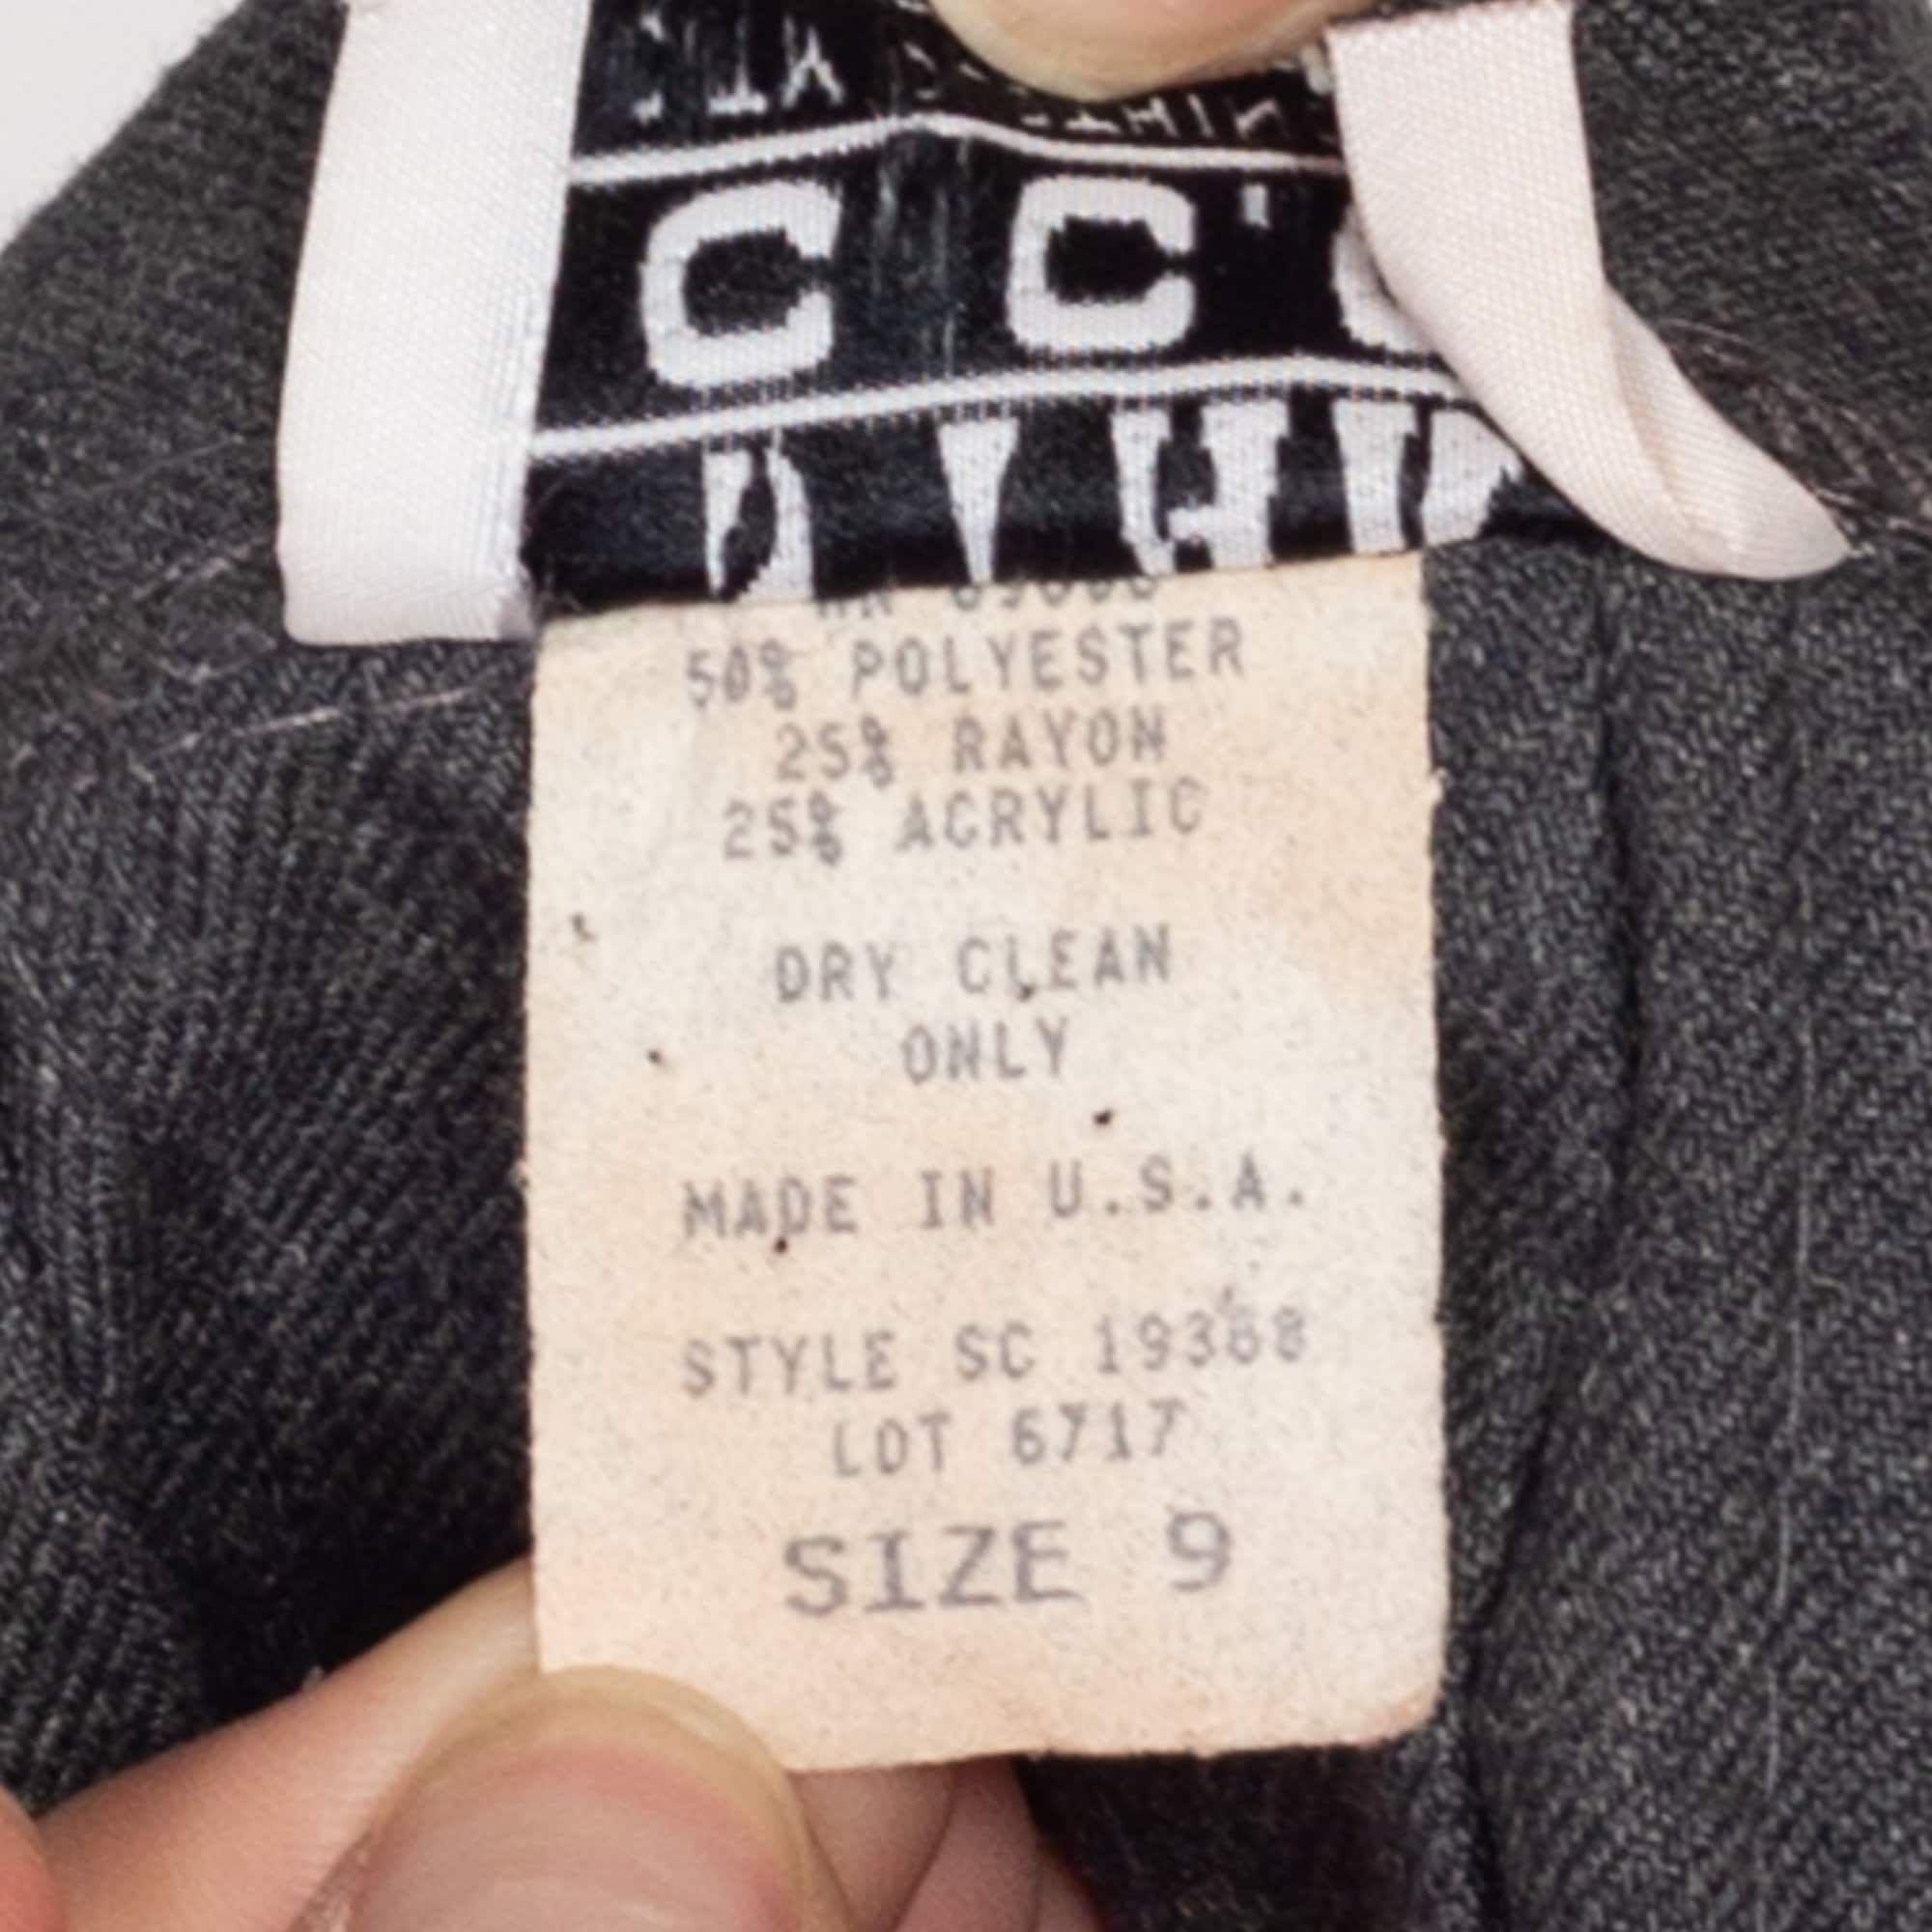 C C'C
50% POLYESTER
25% RAYON
25% ACRYLIC
DRY CLEAN
ONLY
MADE IN U.S.A.
STYLE SC 19368
LOT 6717
SIZE 9